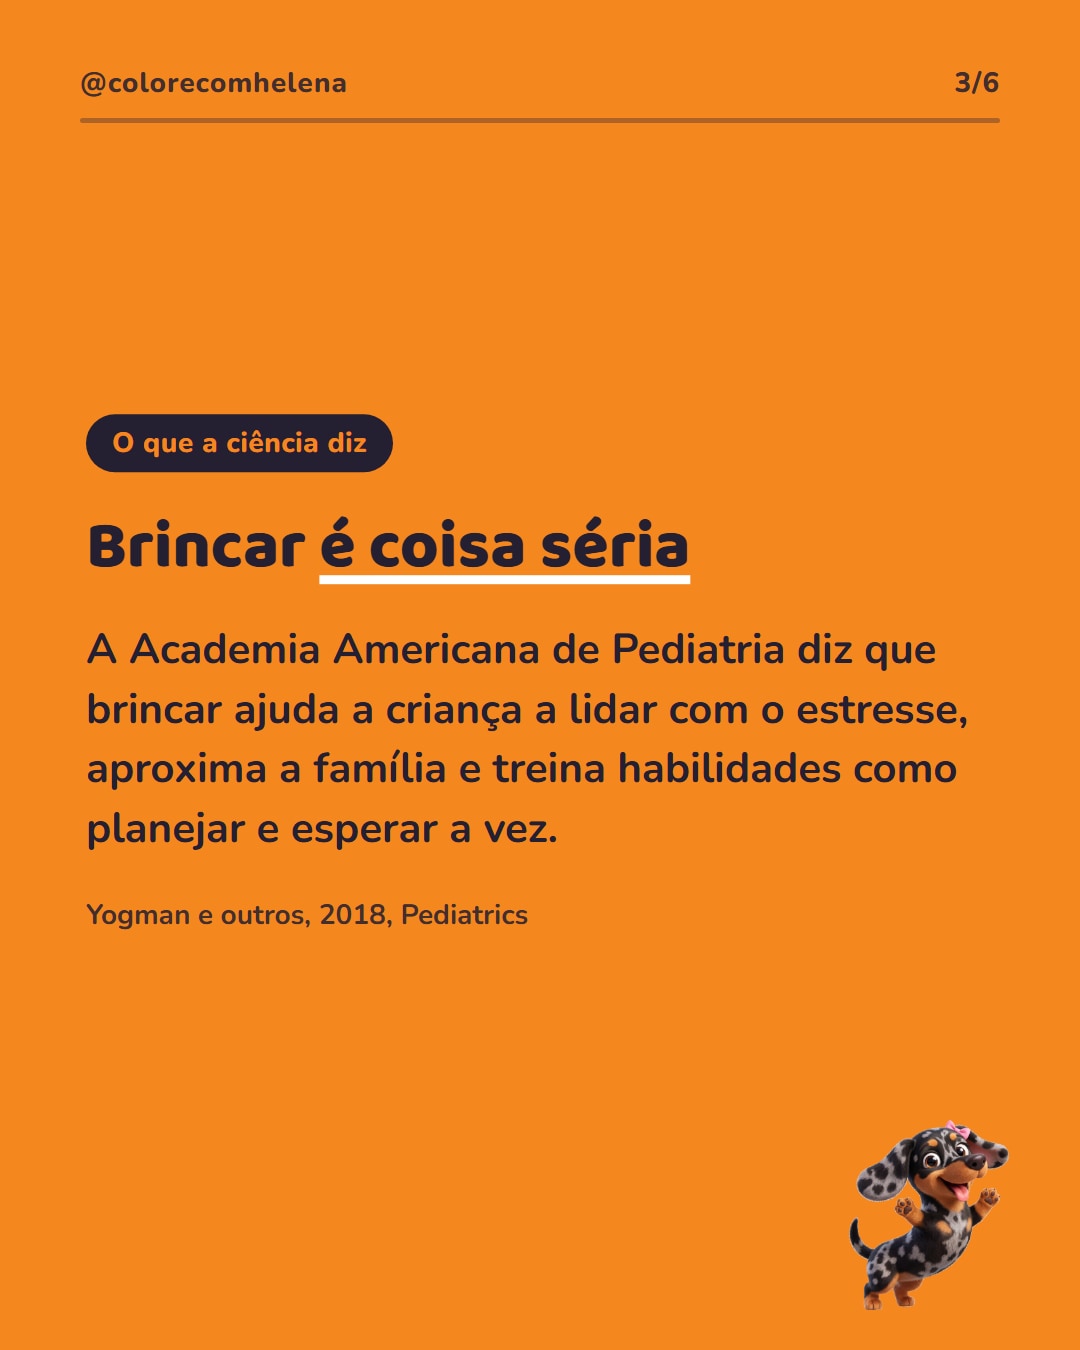 @colorecomhelena
3/6
O que a ciência diz
Brincar é coisa séria
A Academia Americana de Pediatria diz que
brincar ajuda a criança a lidar com o estresse,
aproxima a família e treina habilidades como
planejar e esperar a vez.
Yogman e outros, 2018, Pediatrics